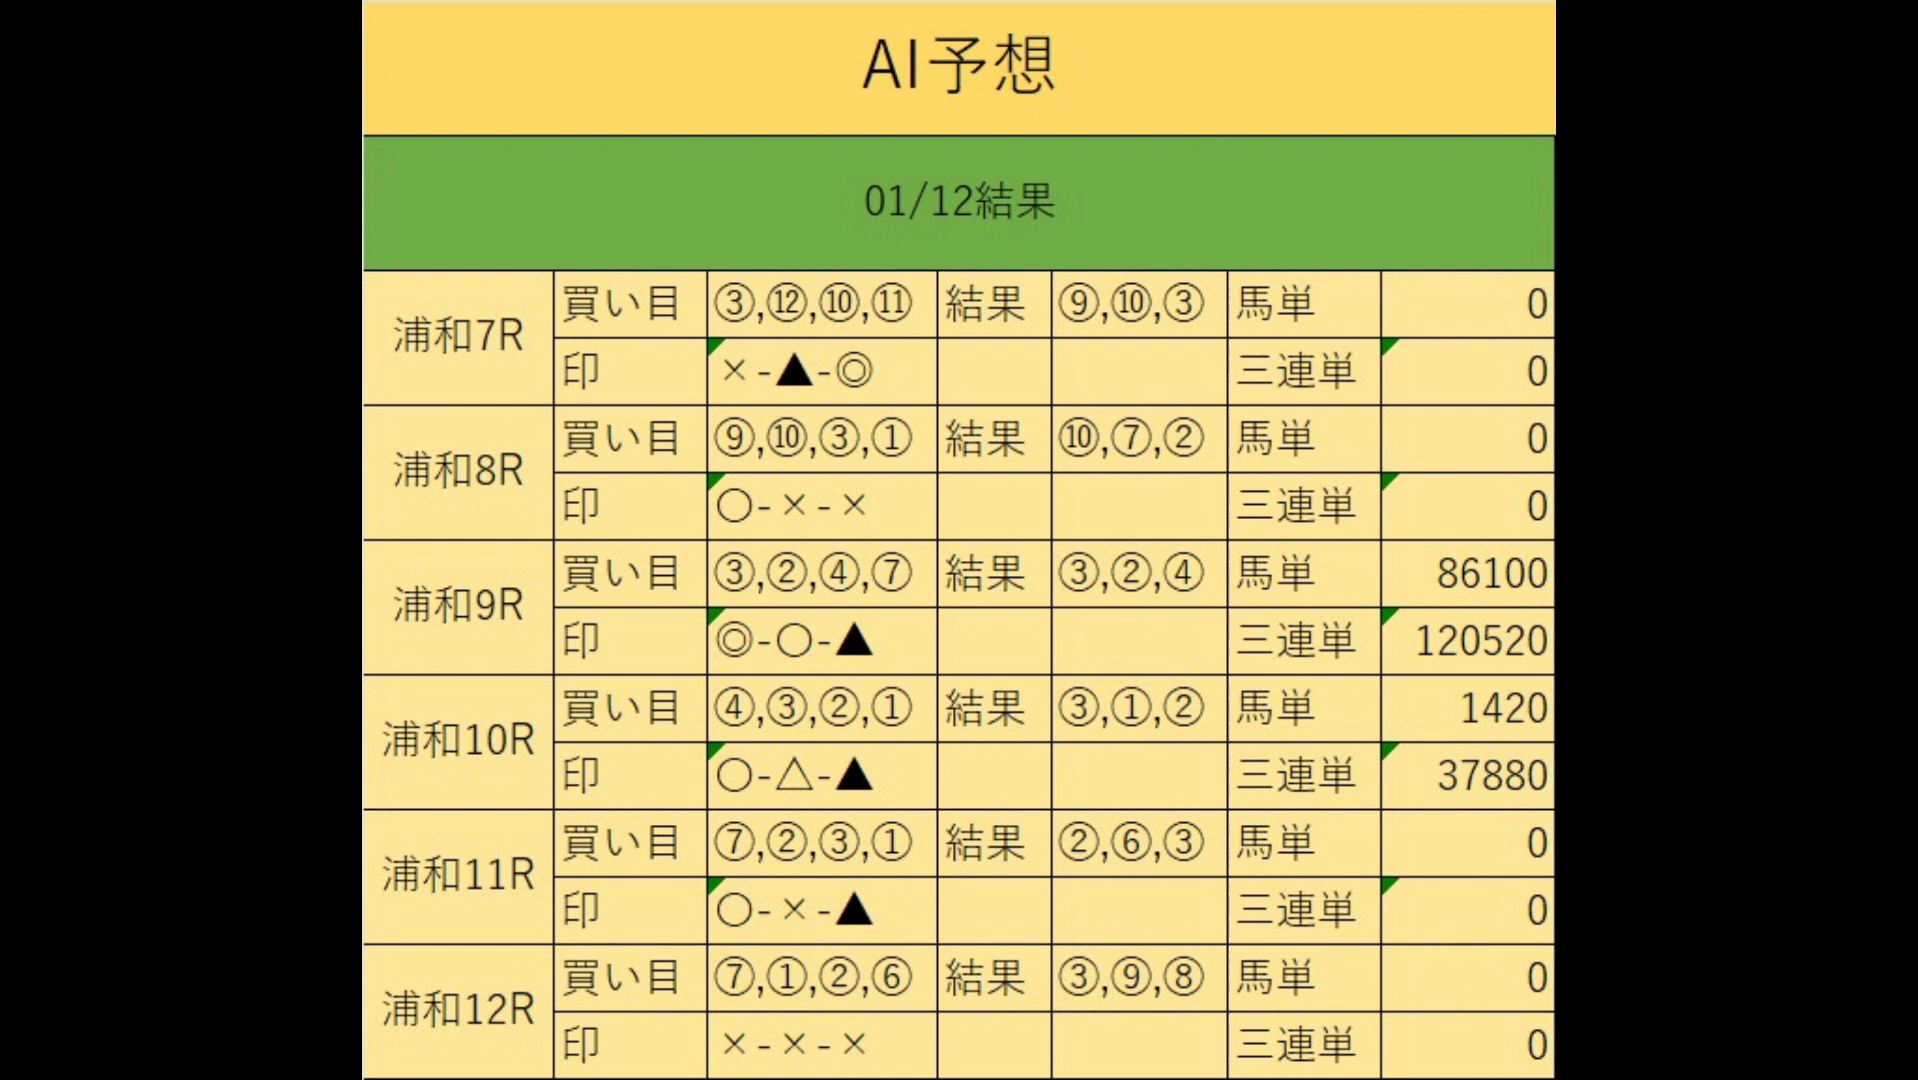 AI予想
01/12結果
浦和7R 買い目 ③,⑫,⑩,⑪ 結果 ⑨,⑩,③ 馬単 0
印 ×-▲-◎ 三連単 0
浦和8R 買い目 ⑨,⑩,③,① 結果 ⑩,⑦,② 馬単 0
印 ○-×-× 三連単 0
浦和9R 買い目 ③,②,④,⑦ 結果 ③,②,④ 馬単 86100
印 ◎-○-▲ 三連単 120520
浦和10R 買い目 ④,③,②,① 結果 ③,①,② 馬単 1420
印 ○-△-▲ 三連単 37880
浦和11R 買い目 ⑦,②,③,① 結果 ②,⑥,③ 馬単 0
印 ○-×-▲ 三連単 0
浦和12R 買い目 ⑦,①,②,⑥ 結果 ③,⑨,⑧ 馬単 0
印 ×-×-× 三連単 0